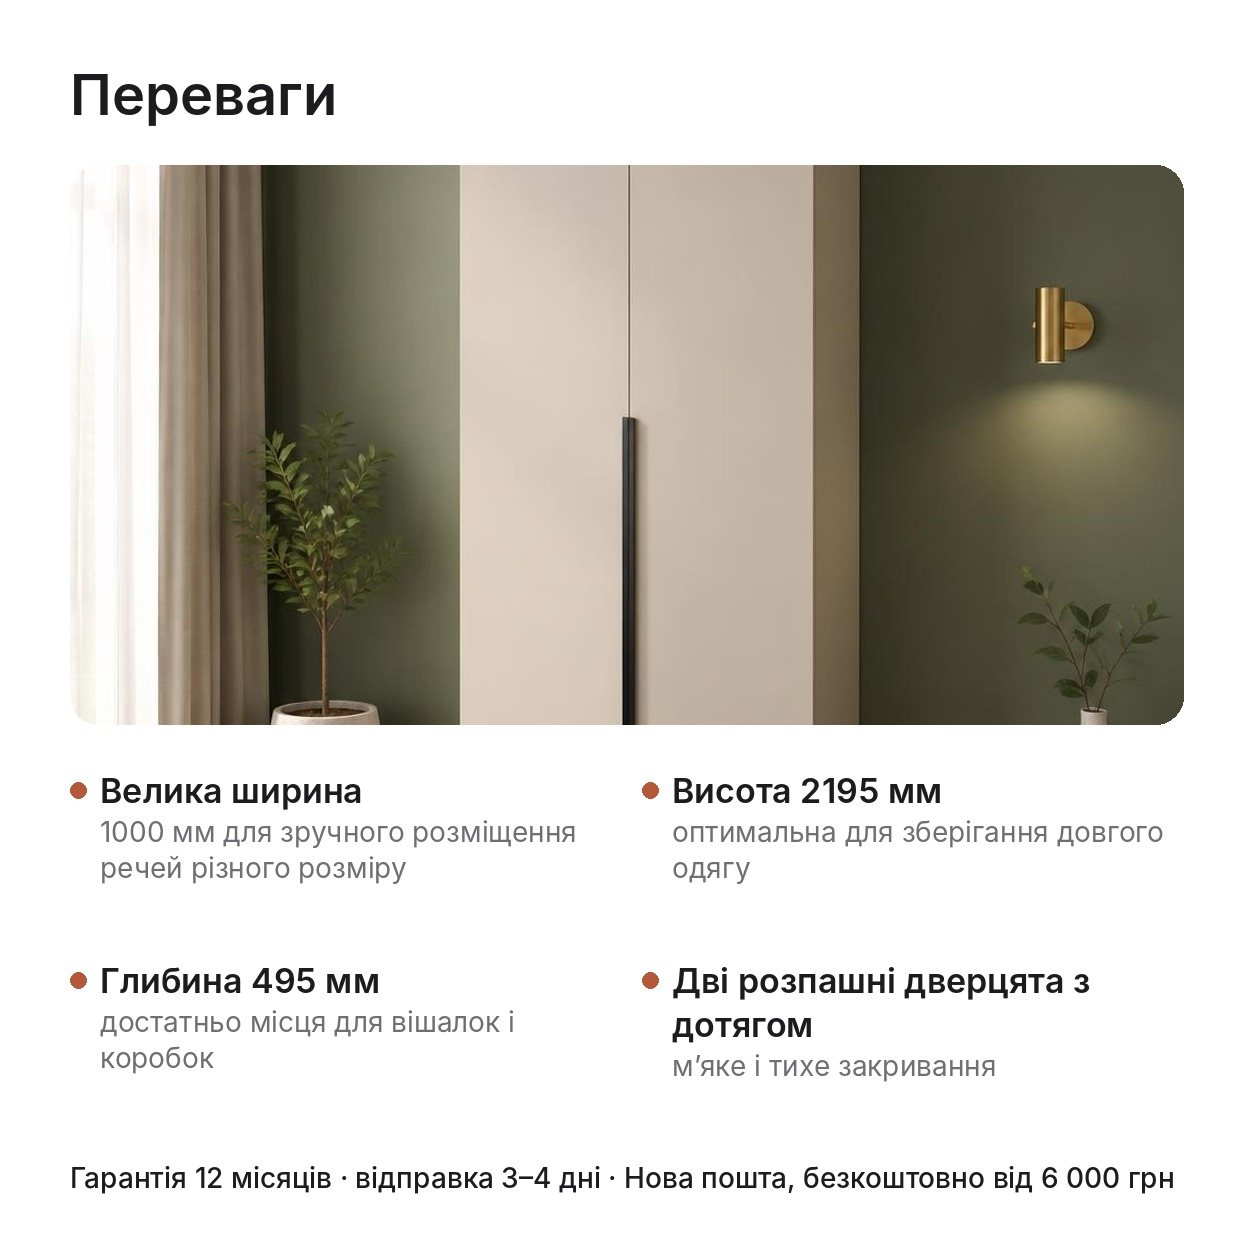 Переваги
Велика ширина
1000 мм для зручного розміщення
речей різного розміру
Висота 2195 мм
оптимальна для зберігання довгого
одягу
Глибина 495 мм
достатньо місця для вішалок і
коробок
Дві розпашні дверцята з
дотягом
м’яке і тихе закривання
Гарантія 12 місяців · відправка 3–4 дні · Нова пошта, безкоштовно від 6 000 грн